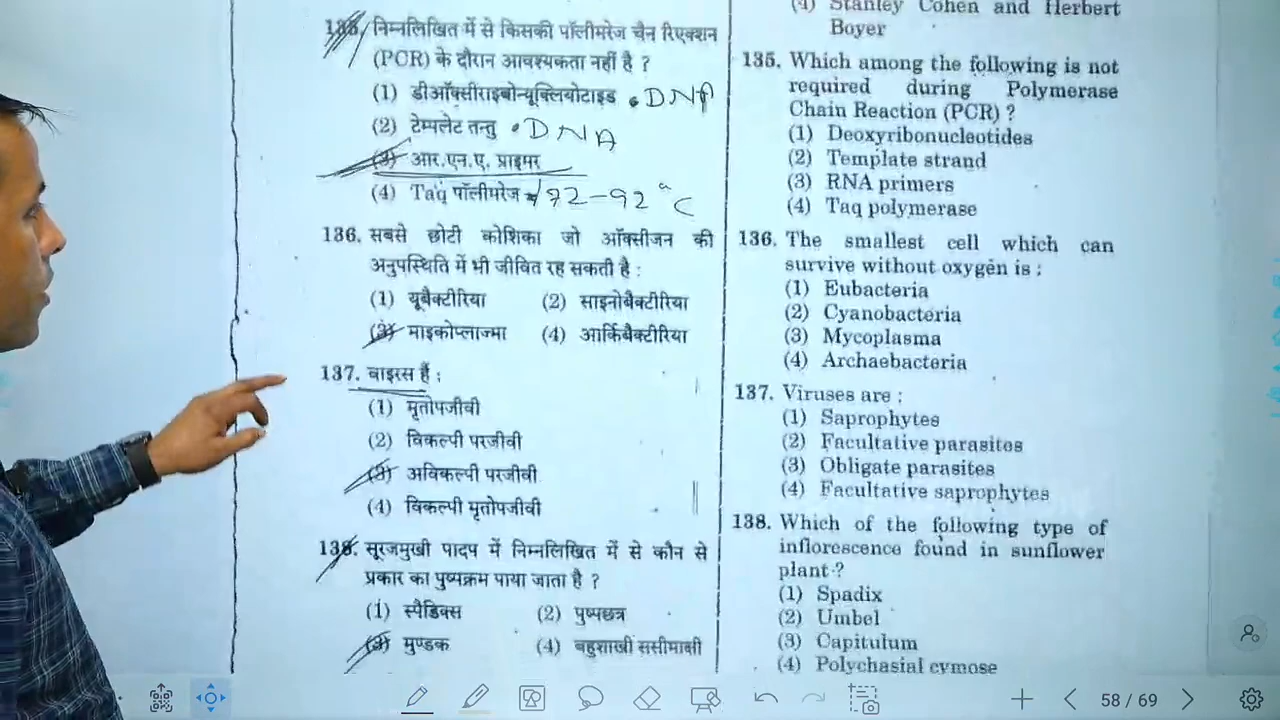 135. निम्नलिखित में से किसकी पॉलीमरेज चैन रिएक्शन
(PCR) के दौरान आवश्यकता नहीं है ?
(1) डीऑक्सीराइबोन्यूक्लियोटाइड
(2) टेम्पलेट तन्तु • DNA
(3) आर.एन.ए. प्राइमर
(4) Taq पॉलीमरेज 72-92°C
136. सबसे छोटी कोशिका जो ऑक्सीजन की
अनुपस्थिति में भी जीवित रह सकती है :
(1) यूबैक्टीरिया (2) साइनोबैक्टीरिया
(3) माइकोप्लाज्मा (4) आर्किबैक्टीरिया
137. वाइरस हैं :
(1) मृतोपजीवी
(2) विकल्पी परजीवी
(3) अविकल्पी परजीवी
(4) विकल्पी मृतोपजीवी
138. सूरजमुखी पादप में निम्नलिखित में से कौन से
प्रकार का पुष्पक्रम पाया जाता है ?
(1) स्पैडिक्स (2) पुष्पछत्र
(3) मुण्डक (4) बहुशाखी ससीमाक्षी
(4) Stanley Cohen and Herbert
Boyer
135. Which among the following is not
required during Polymerase
Chain Reaction (PCR) ?
(1) Deoxyribonucleotides
(2) Template strand
(3) RNA primers
(4) Taq polymerase
136. The smallest cell which can
survive without oxygen is :
(1) Eubacteria
(2) Cyanobacteria
(3) Mycoplasma
(4) Archaebacteria
137. Viruses are :
(1) Saprophytes
(2) Facultative parasites
(3) Obligate parasites
(4) Facultative saprophytes
138. Which of the following type of
inflorescence found in sunflower
plant ?
(1) Spadix
(2) Umbel
(3) Capitulum
(4) Polychasial cymose
58 / 69